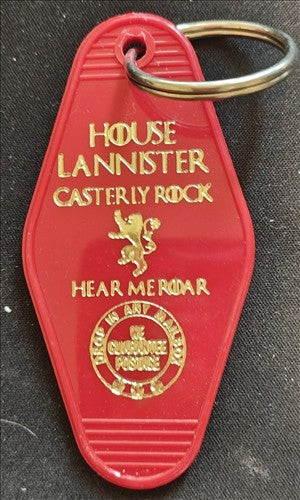 HOUSE
LANNISTER
CASTERLY ROCK
HEAR ME ROAR
DROP IN ANY MAILBOX
WE
GUARANTEE
POSTAGE